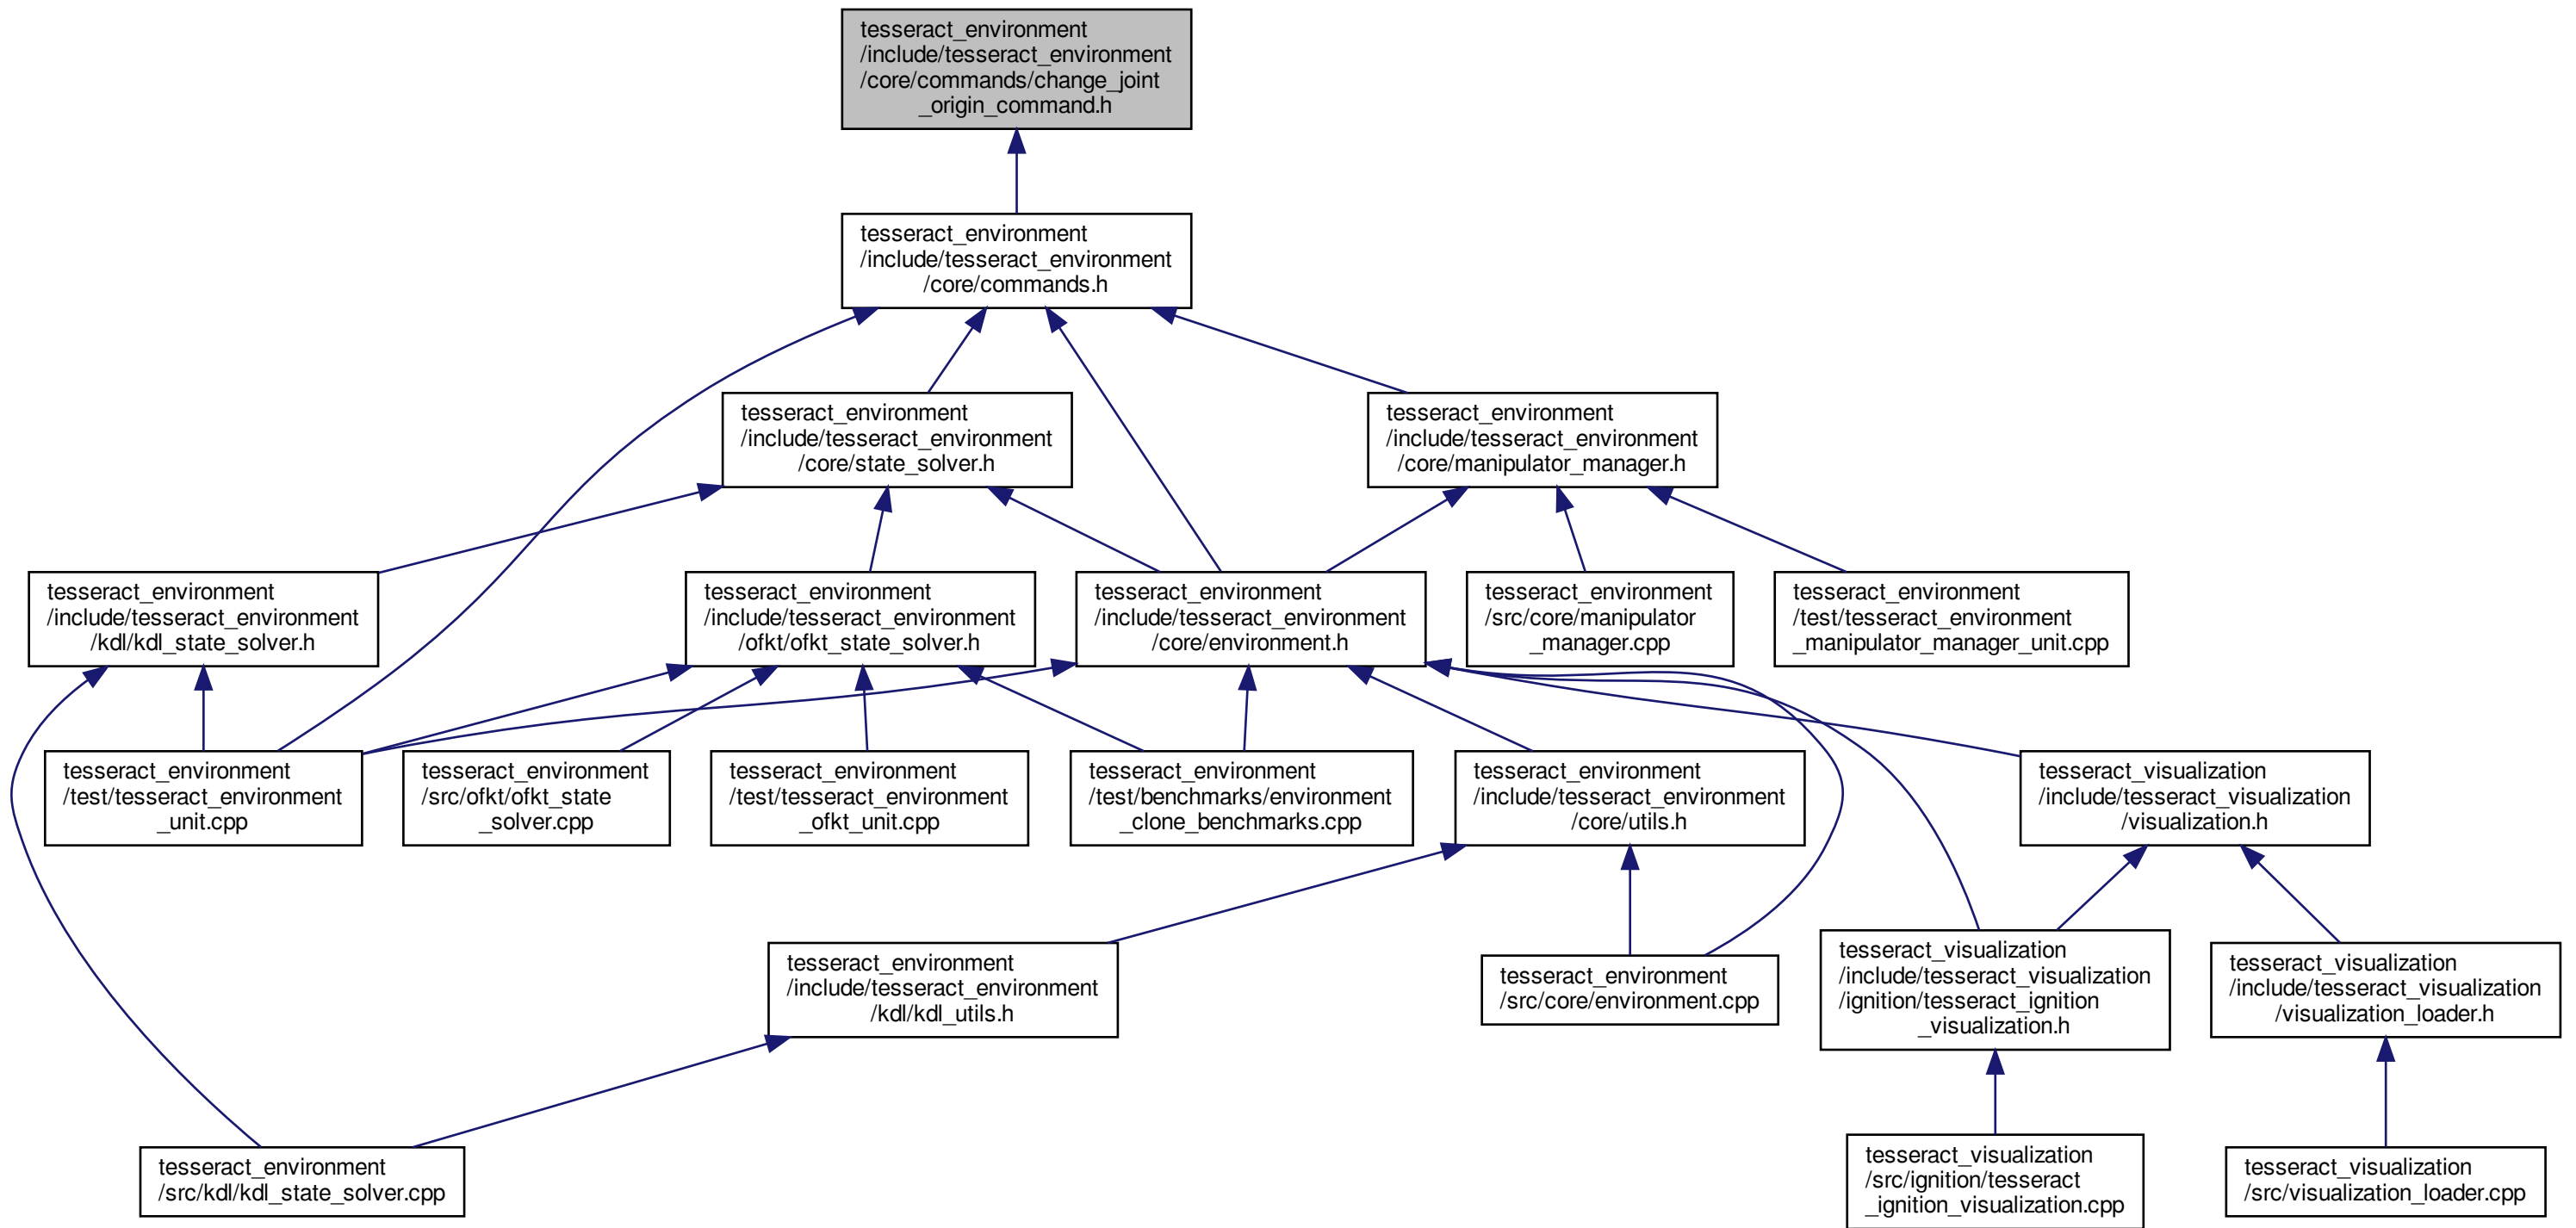 tesseract_environment
/include/tesseract_environment
/core/commands/change_joint
_origin_command.h
tesseract_environment
/include/tesseract_environment
/core/commands.h
tesseract_environment
/include/tesseract_environment
/core/state_solver.h
tesseract_environment
/include/tesseract_environment
/core/manipulator_manager.h
tesseract_environment
/include/tesseract_environment
/kdl/kdl_state_solver.h
tesseract_environment
/include/tesseract_environment
/ofkt/ofkt_state_solver.h
tesseract_environment
/include/tesseract_environment
/core/environment.h
tesseract_environment
/src/core/manipulator
_manager.cpp
tesseract_environment
/test/tesseract_environment
_manipulator_manager_unit.cpp
tesseract_environment
/test/tesseract_environment
_unit.cpp
tesseract_environment
/src/ofkt/ofkt_state
_solver.cpp
tesseract_environment
/test/tesseract_environment
_ofkt_unit.cpp
tesseract_environment
/test/benchmarks/environment
_clone_benchmarks.cpp
tesseract_environment
/include/tesseract_environment
/core/utils.h
tesseract_visualization
/include/tesseract_visualization
/visualization.h
tesseract_environment
/include/tesseract_environment
/kdl/kdl_utils.h
tesseract_environment
/src/core/environment.cpp
tesseract_visualization
/include/tesseract_visualization
/ignition/tesseract_ignition
_visualization.h
tesseract_visualization
/include/tesseract_visualization
/visualization_loader.h
tesseract_environment
/src/kdl/kdl_state_solver.cpp
tesseract_visualization
/src/ignition/tesseract
_ignition_visualization.cpp
tesseract_visualization
/src/visualization_loader.cpp